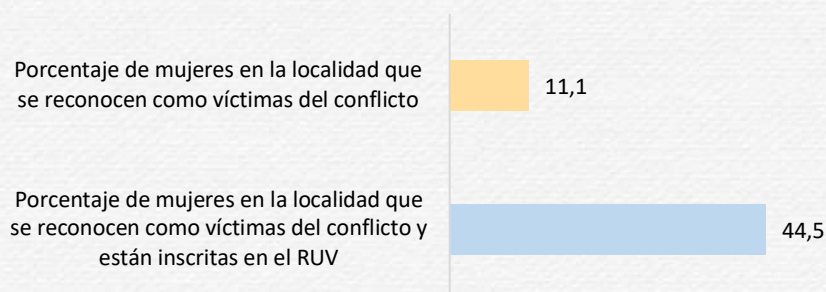 Porcentaje de mujeres en la localidad que
se reconocen como víctimas del conflicto
11,1
Porcentaje de mujeres en la localidad que
se reconocen como víctimas del conflicto y
están inscritas en el RUV
44,5